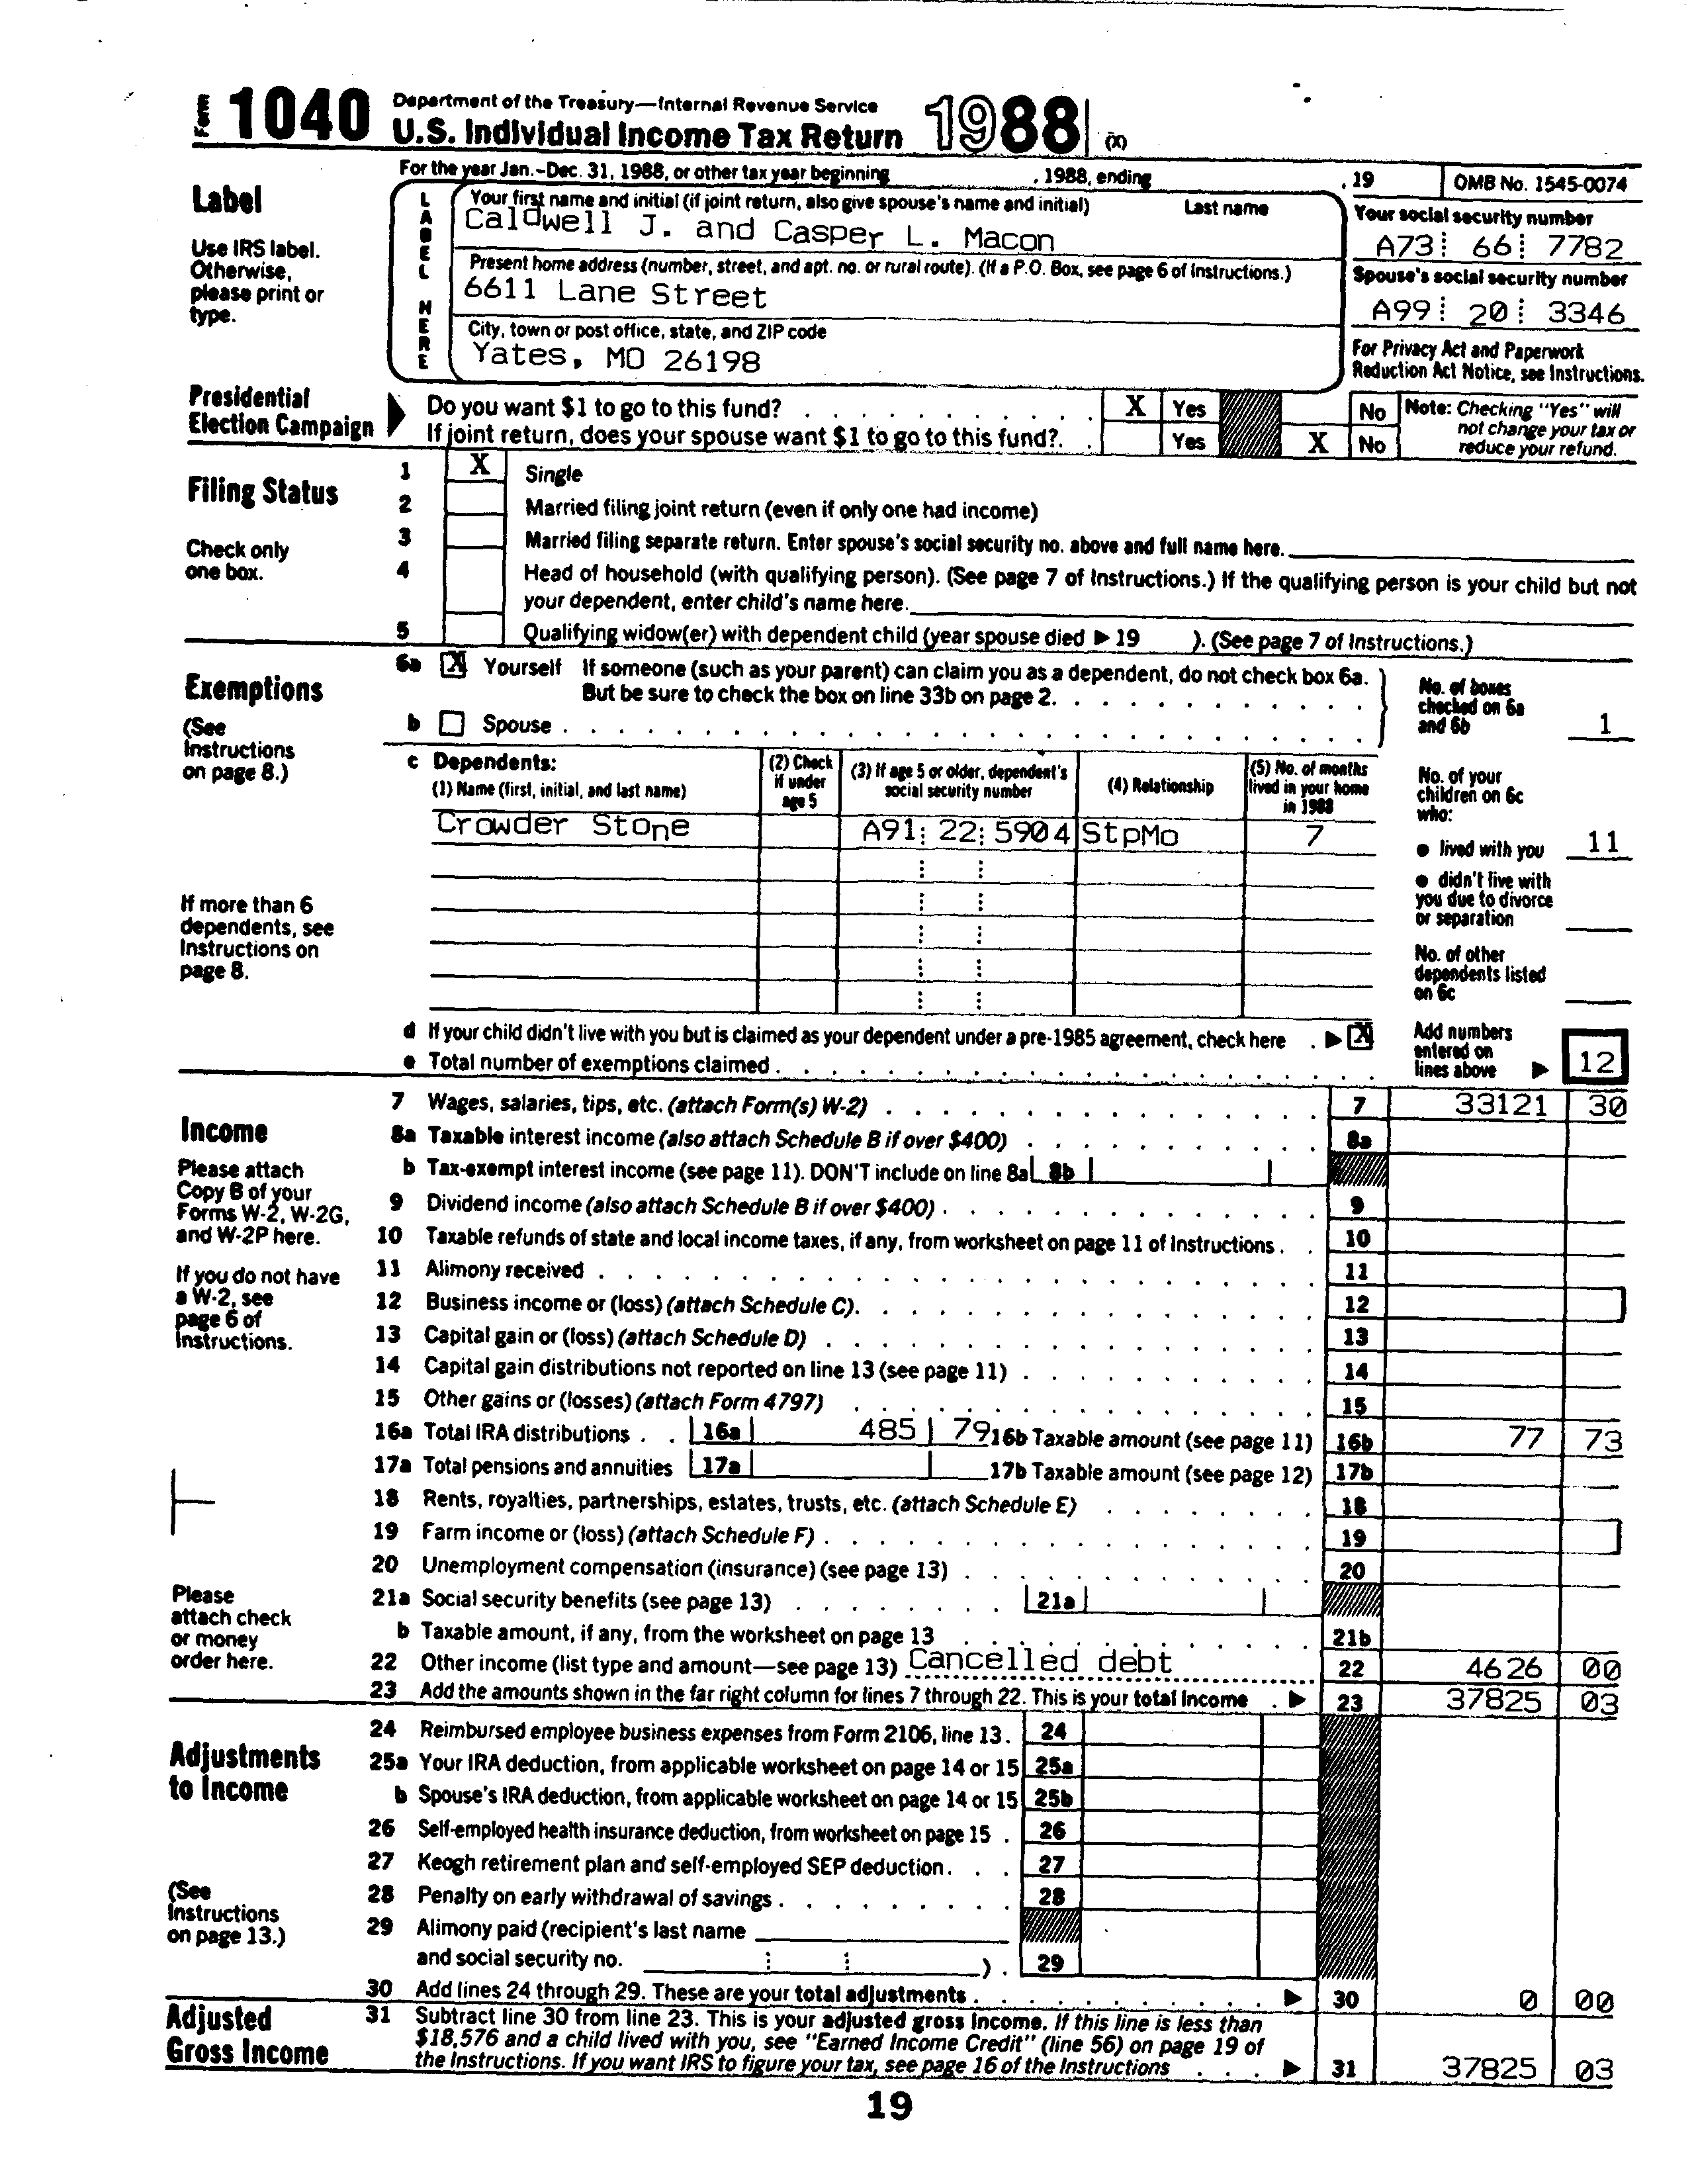 Form 1040 Department of the Treasury—Internal Revenue Service
U.S. Individual Income Tax Return 1988 (X)
For the year Jan.–Dec. 31, 1988, or other tax year beginning , 1988, ending , 19 OMB No. 1545-0074
Label
Use IRS label.
Otherwise,
please print or
type.
LABEL HERE
Your first name and initial (if joint return, also give spouse's name and initial) Last name
Caldwell J. and Casper L. Macon
Present home address (number, street, and apt. no. or rural route). (If a P.O. Box, see page 6 of Instructions.)
6611 Lane Street
City, town or post office, state, and ZIP code
Yates, MO 26198
Your social security number
A73 66 7782
Spouse's social security number
A99 20 3346
For Privacy Act and Paperwork
Reduction Act Notice, see Instructions.
Presidential
Election Campaign
Do you want $1 to go to this fund? X Yes No
If joint return, does your spouse want $1 to go to this fund? Yes X No
Note: Checking "Yes" will
not change your tax or
reduce your refund.
Filing Status
Check only
one box.
1 X Single
2 Married filing joint return (even if only one had income)
3 Married filing separate return. Enter spouse's social security no. above and full name here.
4 Head of household (with qualifying person). (See page 7 of Instructions.) If the qualifying person is your child but not
your dependent, enter child's name here.
5 Qualifying widow(er) with dependent child (year spouse died ▶ 19 ). (See page 7 of Instructions.)
Exemptions
(See
Instructions
on page 8.)
If more than 6
dependents, see
Instructions on
page 8.
6a X Yourself If someone (such as your parent) can claim you as a dependent, do not check box 6a.
But be sure to check the box on line 33b on page 2.
b Spouse
No. of boxes
checked on 6a
and 6b 1
c Dependents:
(1) Name (first, initial, and last name)
(2) Check
if under
age 5
(3) If age 5 or older, dependent's
social security number
(4) Relationship
(5) No. of months
lived in your home
in 1988
Crowder Stone A91 22 5904 StpMo 7
No. of your
children on 6c
who:
● lived with you 11
● didn't live with
you due to divorce
or separation
No. of other
dependents listed
on 6c
d If your child didn't live with you but is claimed as your dependent under a pre-1985 agreement, check here ▶ X
e Total number of exemptions claimed
Add numbers
entered on
lines above ▶ 12
Income
Please attach
Copy B of your
Forms W-2, W-2G,
and W-2P here.
If you do not have
a W-2, see
page 6 of
Instructions.
Please
attach check
or money
order here.
7 Wages, salaries, tips, etc. (attach Form(s) W-2) 7 33121 30
8a Taxable interest income (also attach Schedule B if over $400) 8a
b Tax-exempt interest income (see page 11). DON'T include on line 8a 8b
9 Dividend income (also attach Schedule B if over $400) 9
10 Taxable refunds of state and local income taxes, if any, from worksheet on page 11 of Instructions 10
11 Alimony received 11
12 Business income or (loss) (attach Schedule C) 12
13 Capital gain or (loss) (attach Schedule D) 13
14 Capital gain distributions not reported on line 13 (see page 11) 14
15 Other gains or (losses) (attach Form 4797) 15
16a Total IRA distributions 16a 485 79 16b Taxable amount (see page 11) 16b 77 73
17a Total pensions and annuities 17a 17b Taxable amount (see page 12) 17b
18 Rents, royalties, partnerships, estates, trusts, etc. (attach Schedule E) 18
19 Farm income or (loss) (attach Schedule F) 19
20 Unemployment compensation (insurance) (see page 13) 20
21a Social security benefits (see page 13) 21a
b Taxable amount, if any, from the worksheet on page 13 21b
22 Other income (list type and amount—see page 13) Cancelled debt 22 4626 00
23 Add the amounts shown in the far right column for lines 7 through 22. This is your total income ▶ 23 37825 03
Adjustments
to Income
(See
Instructions
on page 13.)
24 Reimbursed employee business expenses from Form 2106, line 13. 24
25a Your IRA deduction, from applicable worksheet on page 14 or 15 25a
b Spouse's IRA deduction, from applicable worksheet on page 14 or 15 25b
26 Self-employed health insurance deduction, from worksheet on page 15 26
27 Keogh retirement plan and self-employed SEP deduction 27
28 Penalty on early withdrawal of savings 28
29 Alimony paid (recipient's last name
and social security no. ) 29
30 Add lines 24 through 29. These are your total adjustments ▶ 30 0 00
Adjusted
Gross Income
31 Subtract line 30 from line 23. This is your adjusted gross income. If this line is less than
$18,576 and a child lived with you, see "Earned Income Credit" (line 56) on page 19 of
the Instructions. If you want IRS to figure your tax, see page 16 of the Instructions ▶ 31 37825 03
19